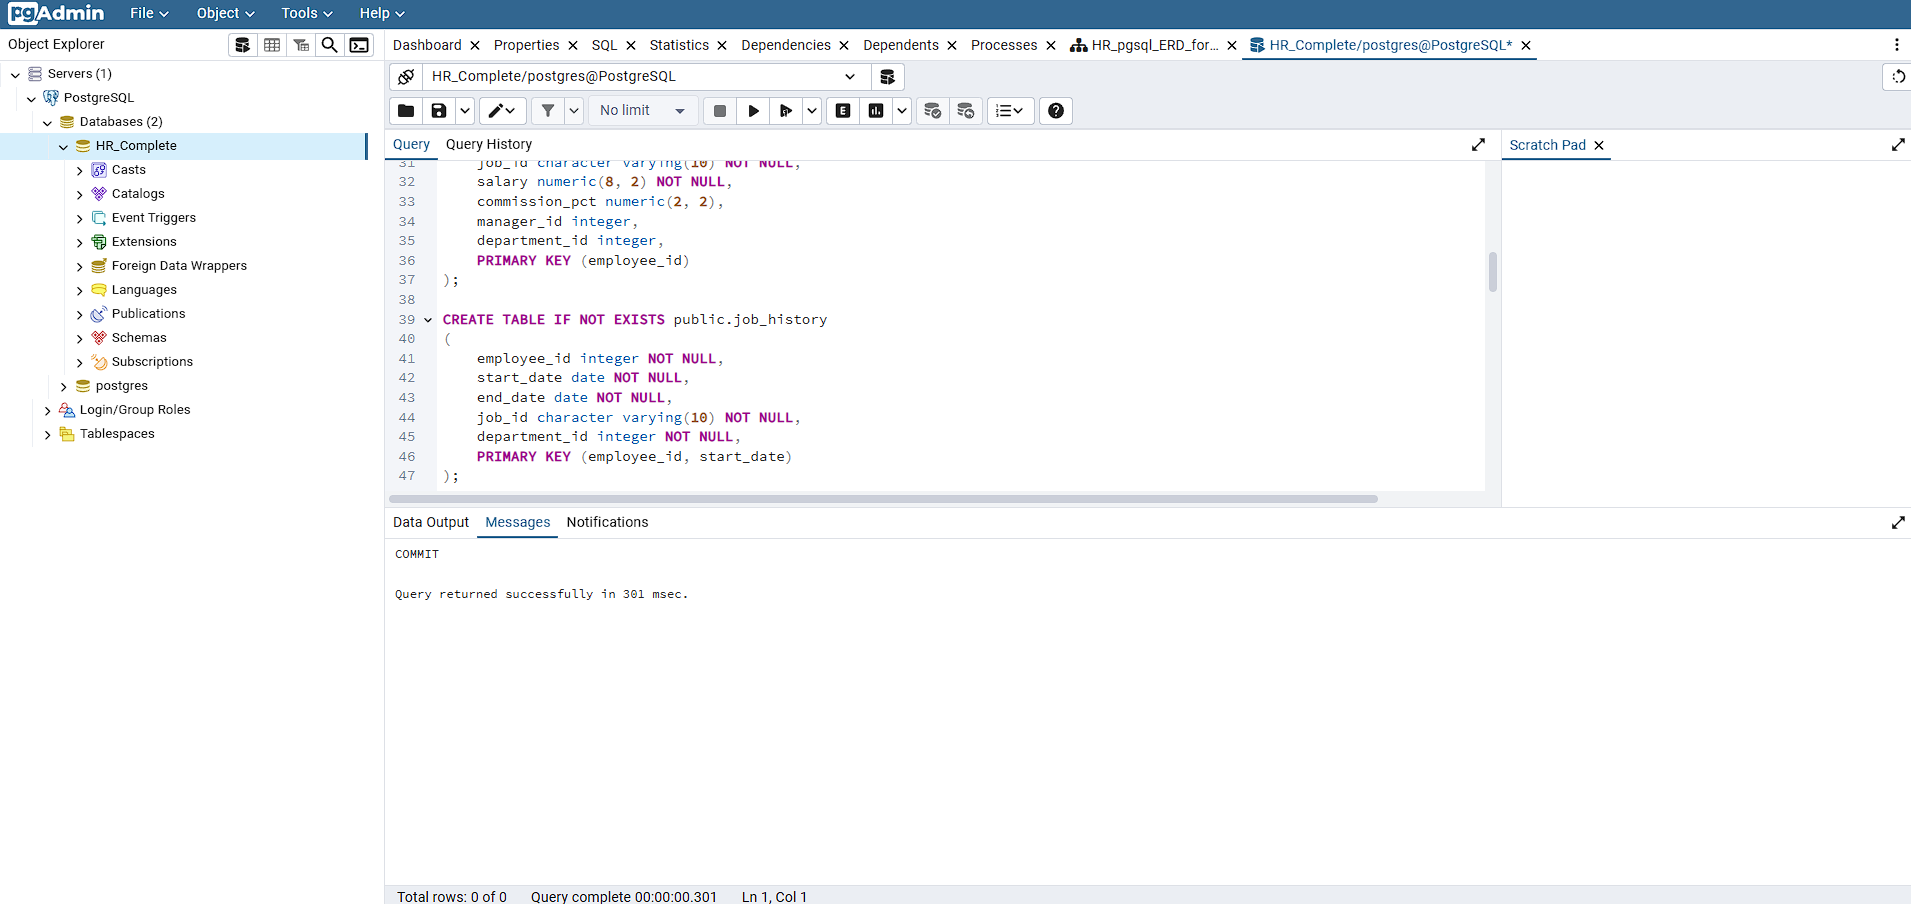 pgAdmin File Object Tools Help
Object Explorer
Servers (1)
PostgreSQL
Databases (2)
HR_Complete
Casts
Catalogs
Event Triggers
Extensions
Foreign Data Wrappers
Languages
Publications
Schemas
Subscriptions
postgres
Login/Group Roles
Tablespaces
Dashboard Properties SQL Statistics Dependencies Dependents Processes HR_pgsql_ERD_for... HR_Complete/postgres@PostgreSQL*
HR_Complete/postgres@PostgreSQL
No limit E
Query Query History
31 job_id character varying(10) NOT NULL,
32 salary numeric(8, 2) NOT NULL,
33 commission_pct numeric(2, 2),
34 manager_id integer,
35 department_id integer,
36 PRIMARY KEY (employee_id)
37 );
38
39 CREATE TABLE IF NOT EXISTS public.job_history
40 (
41 employee_id integer NOT NULL,
42 start_date date NOT NULL,
43 end_date date NOT NULL,
44 job_id character varying(10) NOT NULL,
45 department_id integer NOT NULL,
46 PRIMARY KEY (employee_id, start_date)
47 );
Scratch Pad
Data Output Messages Notifications
COMMIT
Query returned successfully in 301 msec.
Total rows: 0 of 0 Query complete 00:00:00.301 Ln 1, Col 1